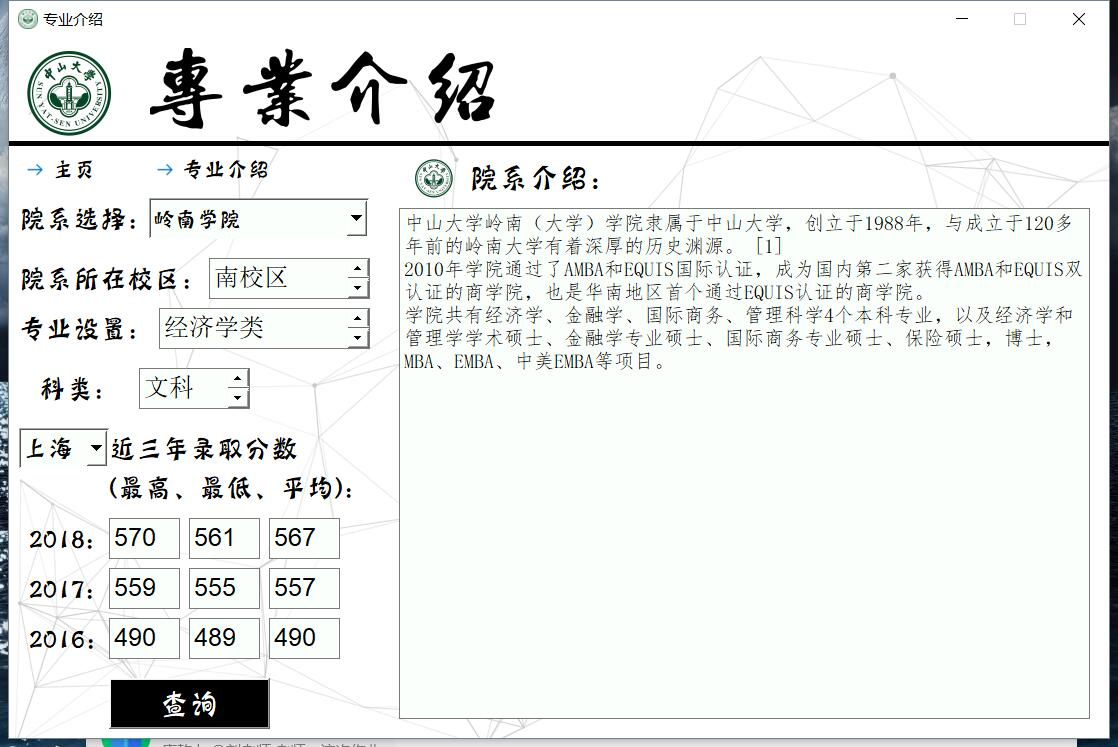 专业介绍
中山大学
SUN YAT-SEN UNIVERSITY
專業介紹
→ 主页
→ 专业介绍
院系选择：
岭南学院
院系所在校区：
南校区
专业设置：
经济学类
科类：
文科
上海
近三年录取分数
(最高、最低、平均)：
2018： 570 561 567
2017： 559 555 557
2016： 490 489 490
查询
院系介绍：
中山大学岭南（大学）学院隶属于中山大学，创立于1988年，与成立于120多
年前的岭南大学有着深厚的历史渊源。 [1]
2010年学院通过了AMBA和EQUIS国际认证，成为国内第二家获得AMBA和EQUIS双
认证的商学院，也是华南地区首个通过EQUIS认证的商学院。
学院共有经济学、金融学、国际商务、管理科学4个本科专业，以及经济学和
管理学学术硕士、金融学专业硕士、国际商务专业硕士、保险硕士，博士，
MBA、EMBA、中美EMBA等项目。